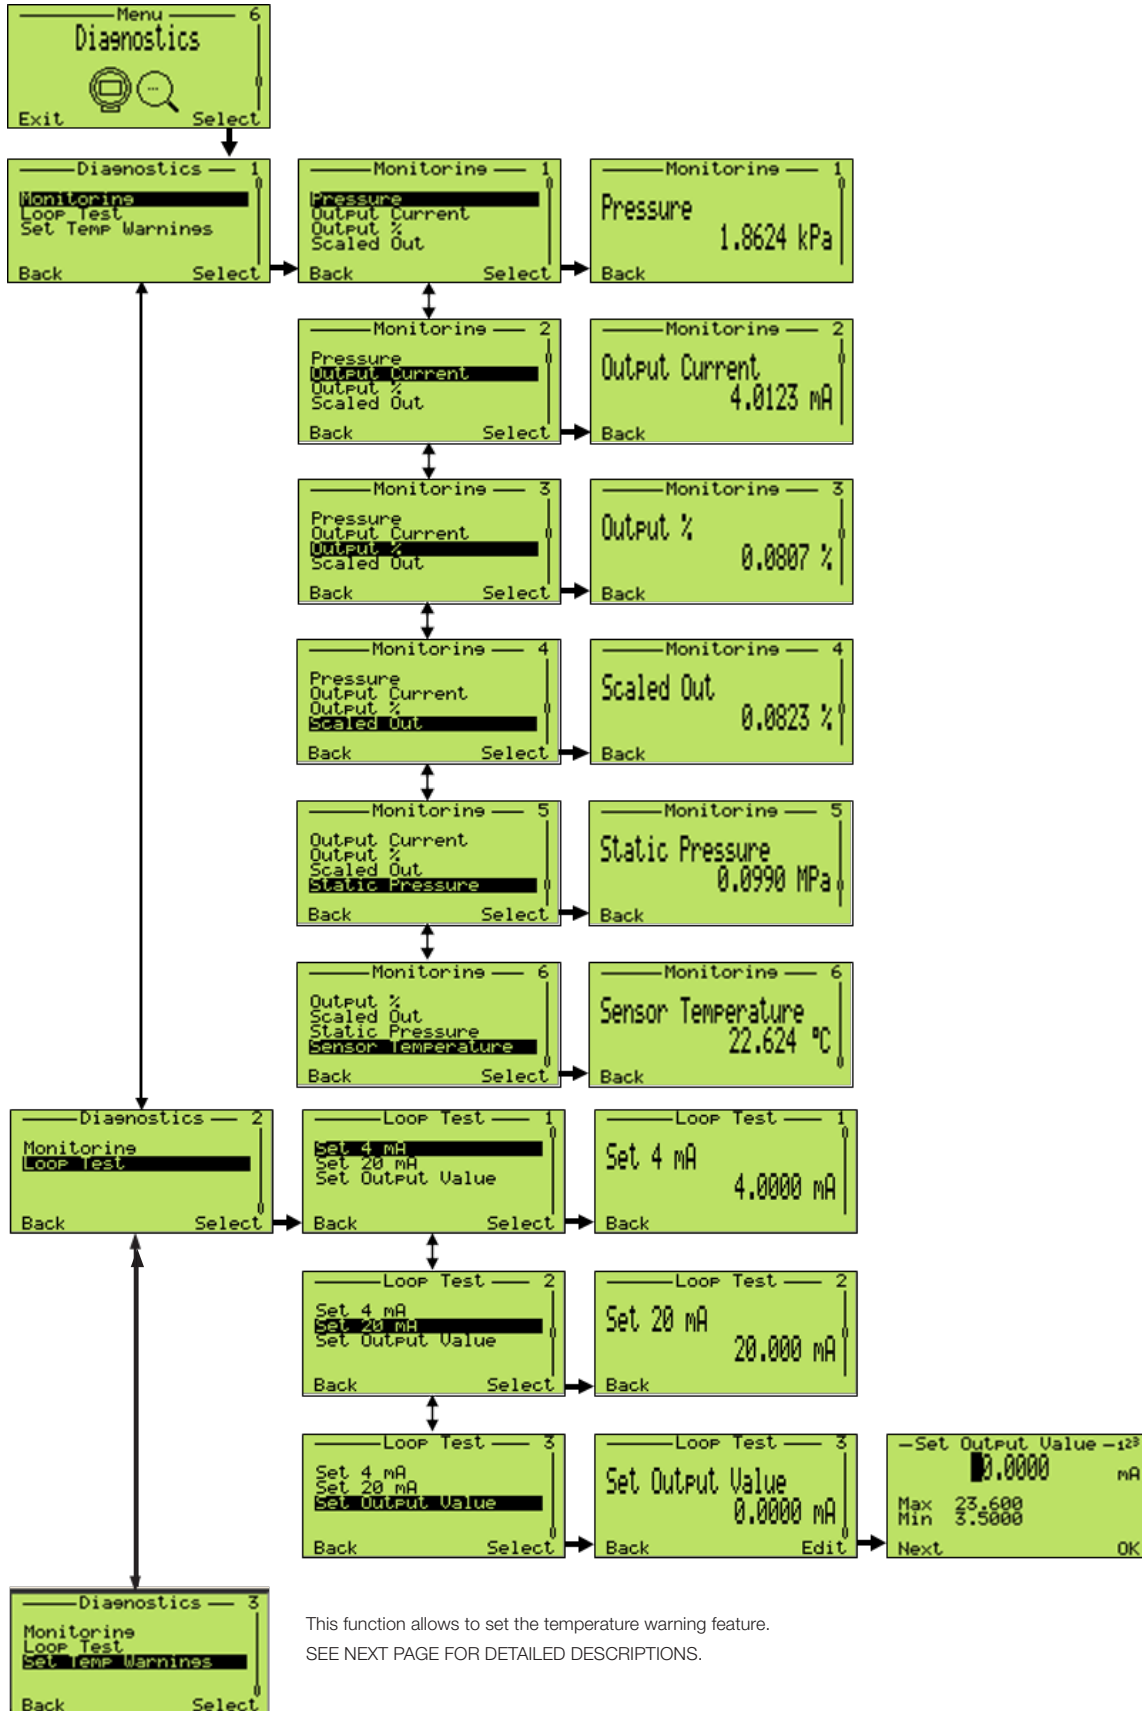 Menu 6
Diagnostics
Exit Select
Diagnostics 1
Monitoring
Loop Test
Set Temp Warnings
Back Select
Monitoring 1
Pressure
Output Current
Output %
Scaled Out
Back Select
Monitoring 1
Pressure
1.8624 kPa
Back
Monitoring 2
Pressure
Output Current
Output %
Scaled Out
Back Select
Monitoring 2
Output Current
4.0123 mA
Back
Monitoring 3
Pressure
Output Current
Output %
Scaled Out
Back Select
Monitoring 3
Output %
0.0807 %
Back
Monitoring 4
Pressure
Output Current
Output %
Scaled Out
Back Select
Monitoring 4
Scaled Out
0.0823 %
Back
Monitoring 5
Output Current
Output %
Scaled Out
Static Pressure
Back Select
Monitoring 5
Static Pressure
0.0990 MPa
Back
Monitoring 6
Output %
Scaled Out
Static Pressure
Sensor Temperature
Back Select
Monitoring 6
Sensor Temperature
22.624 °C
Back
Diagnostics 2
Monitoring
Loop Test
Back Select
Loop Test 1
Set 4 mA
Set 20 mA
Set Output Value
Back Select
Loop Test 1
Set 4 mA
4.0000 mA
Back
Loop Test 2
Set 4 mA
Set 20 mA
Set Output Value
Back Select
Loop Test 2
Set 20 mA
20.000 mA
Back
Loop Test 3
Set 4 mA
Set 20 mA
Set Output Value
Back Select
Loop Test 3
Set Output Value
0.0000 mA
Back Edit
Set Output Value 123
0.0000 mA
Max 23.600
Min 3.5000
Next OK
Diagnostics 3
Monitoring
Loop Test
Set Temp Warnings
Back Select
This function allows to set the temperature warning feature.
SEE NEXT PAGE FOR DETAILED DESCRIPTIONS.